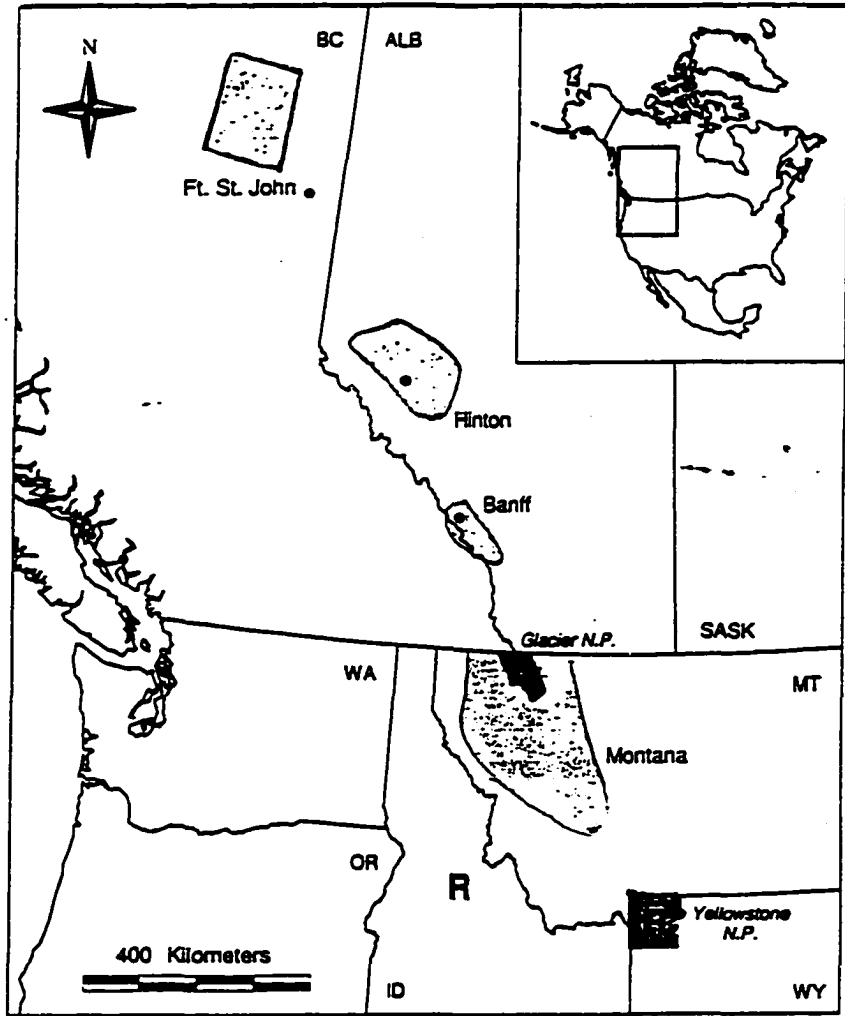 N
BC
ALB
Ft. St. John
Hinton
Banff
Glacier N.P.
SASK
WA
MT
Montana
OR
R
Yellowstone
N.P.
400 Kilometers
ID
WY